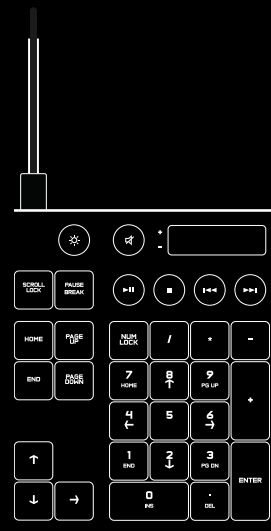 +
-
SCROLL
LOCK
PAUSE
BREAK
HOME
PAGE
UP
NUM
LOCK
/
*
-
END
PAGE
DOWN
7
HOME
8
↑
9
PG UP
+
4
←
5
6
→
↑
1
END
2
↓
3
PG DN
ENTER
↓
→
0
INS
.
DEL